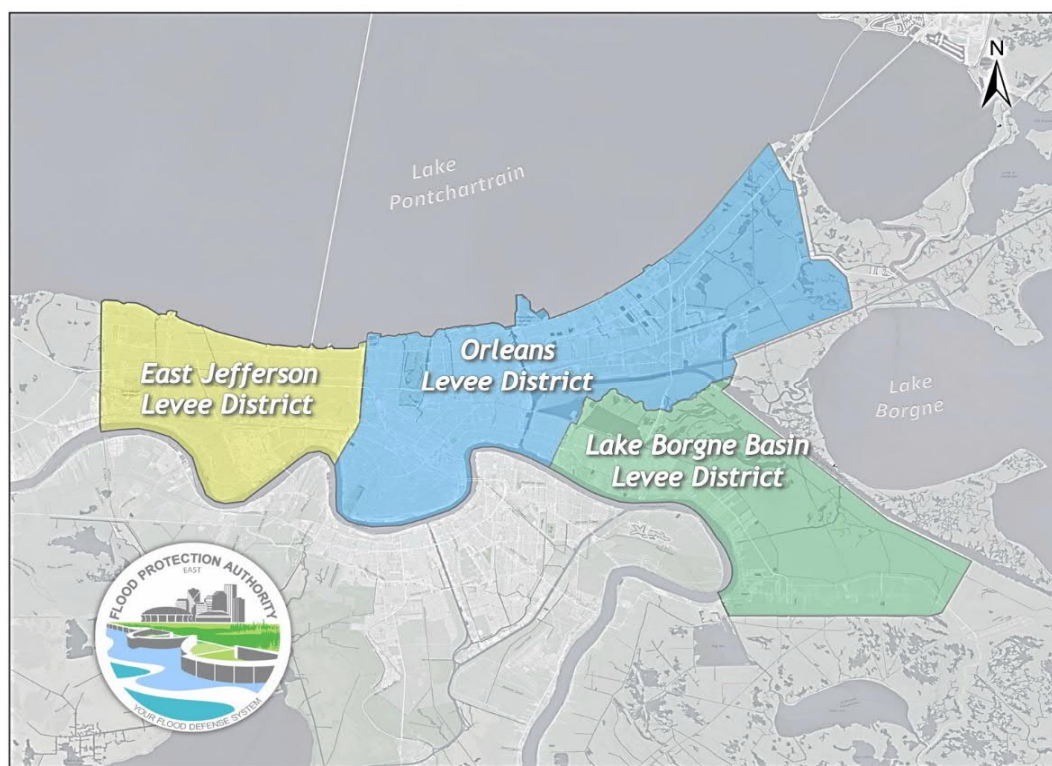 N
Lake
Pontchartrain
Orleans
Levee District
East Jefferson
Levee District
Lake
Borgne
Lake Borgne Basin
Levee District
FLOOD PROTECTION AUTHORITY
EAST
YOUR FLOOD DEFENSE SYSTEM